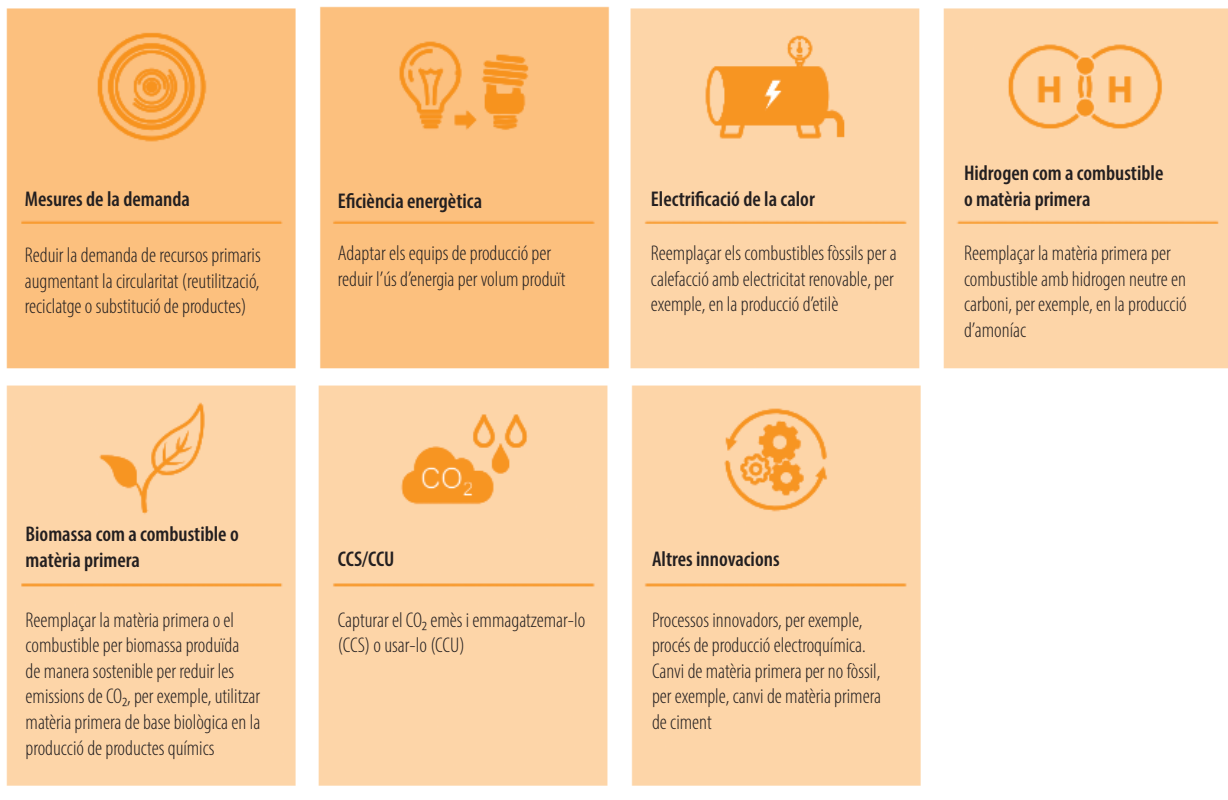 Mesures de la demanda
Reduir la demanda de recursos primaris
augmentant la circularitat (reutilització,
reciclatge o substitució de productes)
Eficiència energètica
Adaptar els equips de producció per
reduir l'ús d'energia per volum produït
Electrificació de la calor
Reemplaçar els combustibles fòssils per a
calefacció amb electricitat renovable, per
exemple, en la producció d'etilè
H H
Hidrogen com a combustible
o matèria primera
Reemplaçar la matèria primera per
combustible amb hidrogen neutre en
carboni, per exemple, en la producció
d'amoníac
Biomassa com a combustible o
matèria primera
Reemplaçar la matèria primera o el
combustible per biomassa produïda
de manera sostenible per reduir les
emissions de CO₂, per exemple, utilitzar
matèria primera de base biològica en la
producció de productes químics
CO₂
CCS/CCU
Capturar el CO₂ emès i emmagatzemar-lo
(CCS) o usar-lo (CCU)
Altres innovacions
Processos innovadors, per exemple,
procés de producció electroquímica.
Canvi de matèria primera per no fòssil,
per exemple, canvi de matèria primera
de ciment